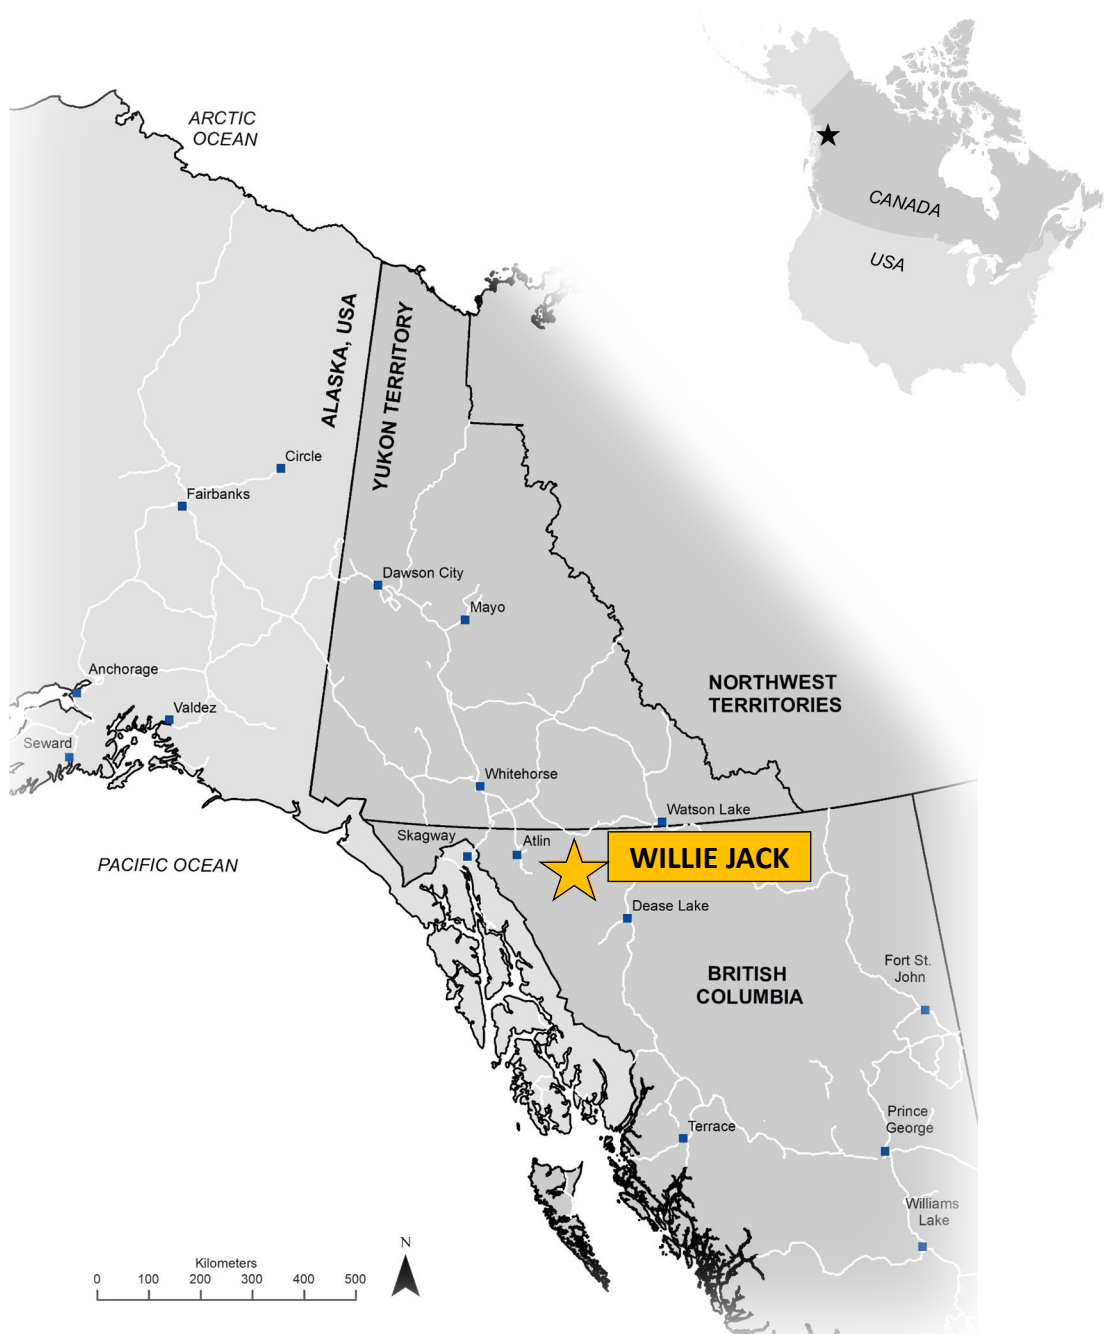 ARCTIC
OCEAN
CANADA
USA
ALASKA, USA
YUKON TERRITORY
Circle
Fairbanks
Dawson City
Mayo
Anchorage
Valdez
Seward
NORTHWEST
TERRITORIES
Whitehorse
Watson Lake
Skagway
Atlin
WILLIE JACK
PACIFIC OCEAN
Dease Lake
BRITISH
COLUMBIA
Fort St.
John
Prince
George
Terrace
Williams
Lake
N
Kilometers
0 100 200 300 400 500